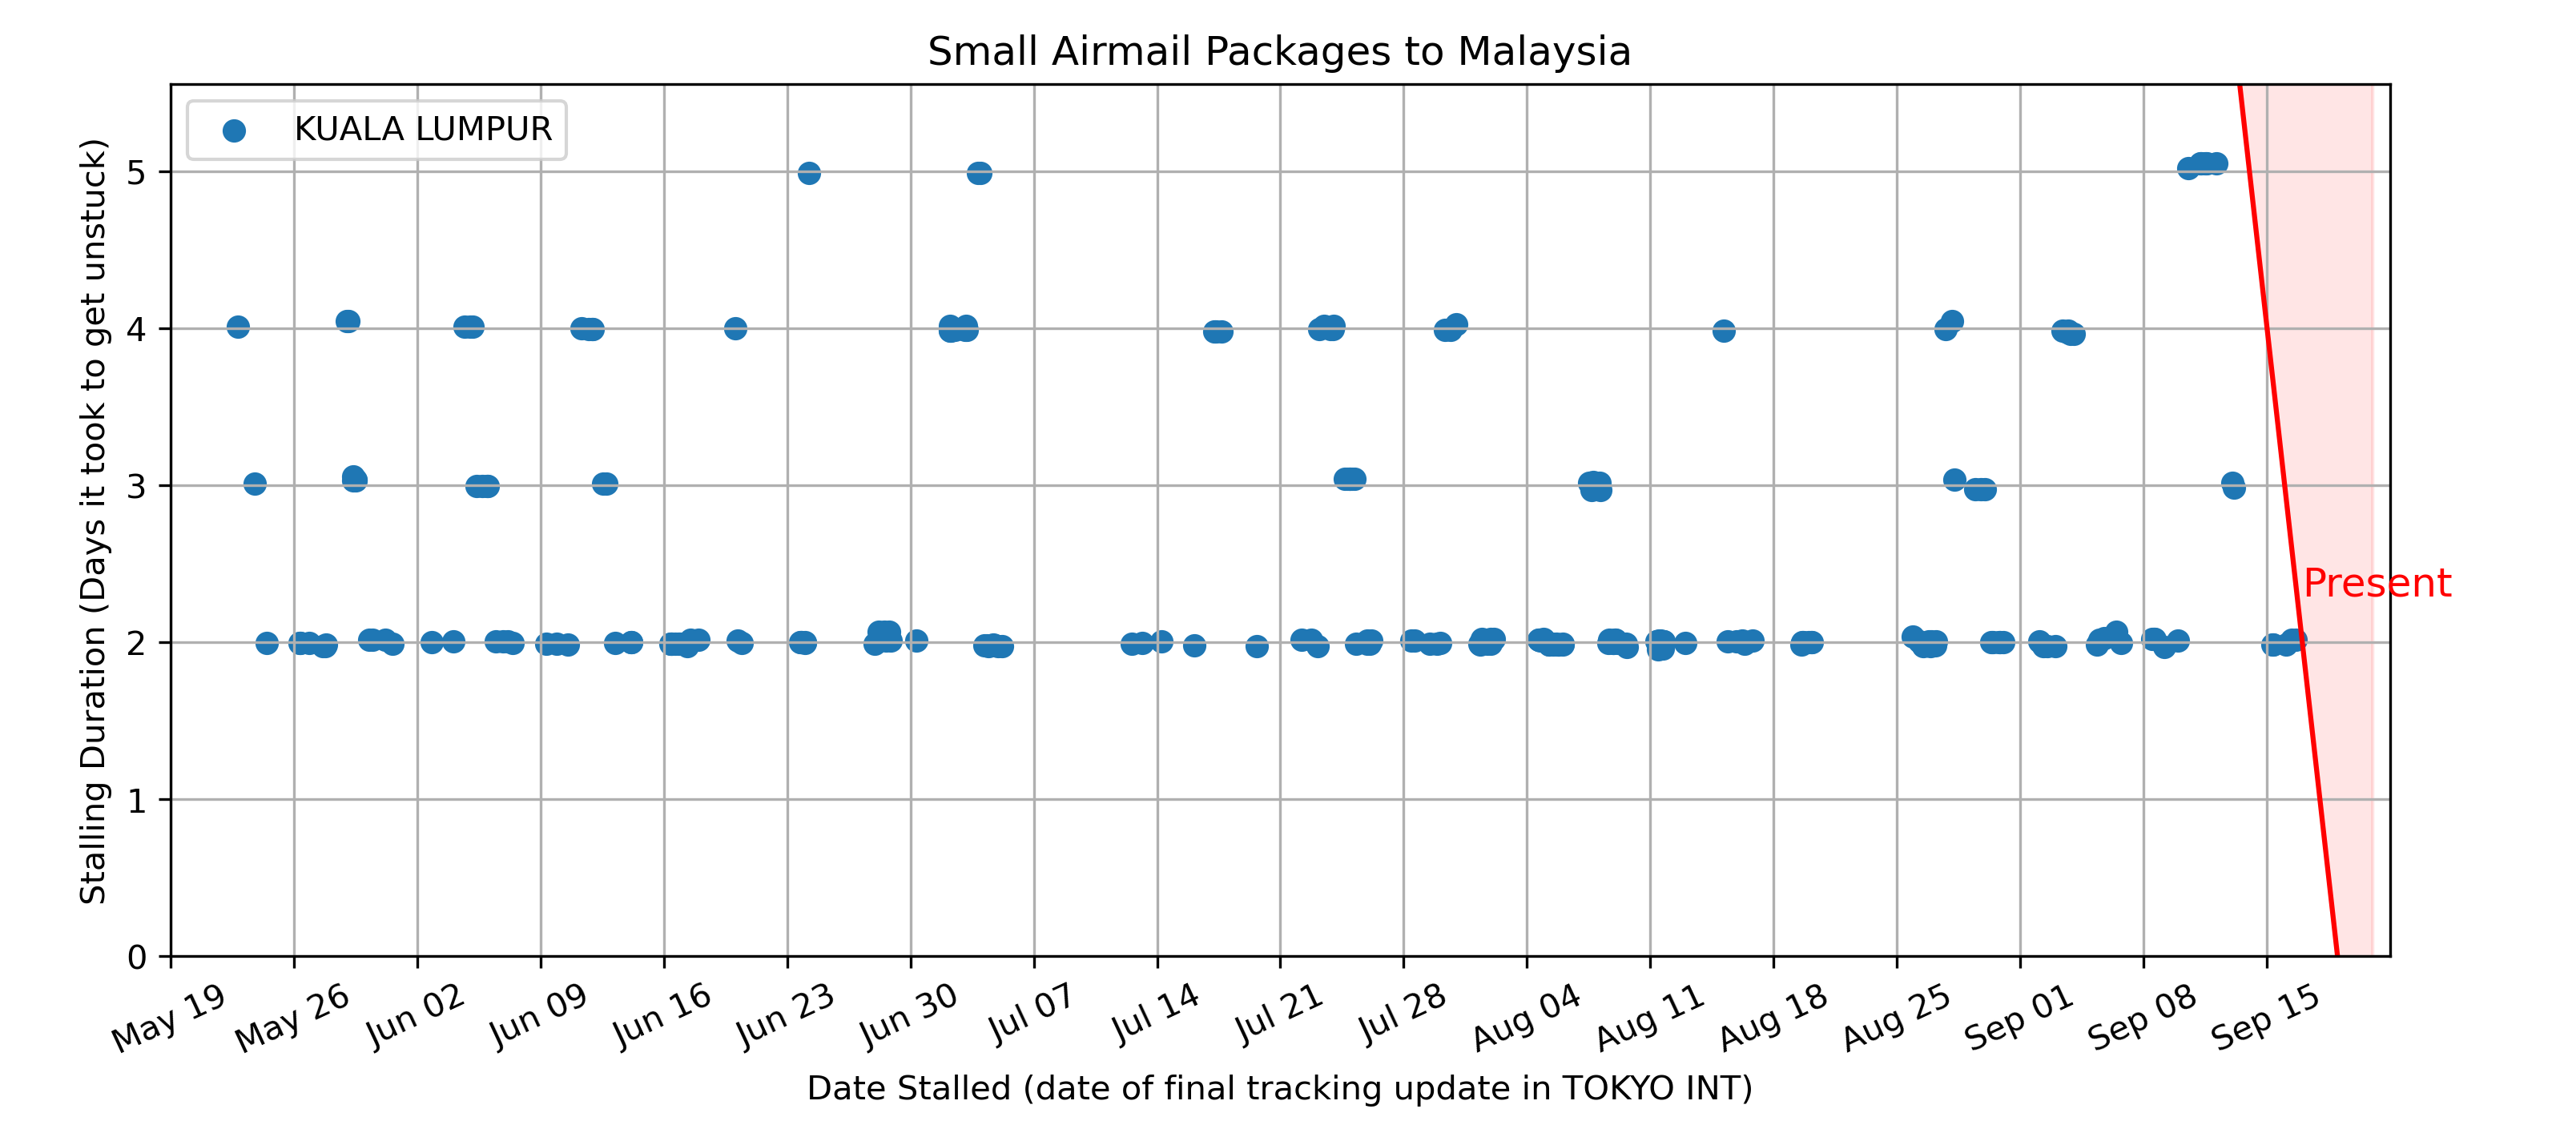 Small Airmail Packages to Malaysia
KUALA LUMPUR
Stalling Duration (Days it took to get unstuck)
5
4
3
2
1
0
Present
May 19
May 26
Jun 02
Jun 09
Jun 16
Jun 23
Jun 30
Jul 07
Jul 14
Jul 21
Jul 28
Aug 04
Aug 11
Aug 18
Aug 25
Sep 01
Sep 08
Sep 15
Date Stalled (date of final tracking update in TOKYO INT)